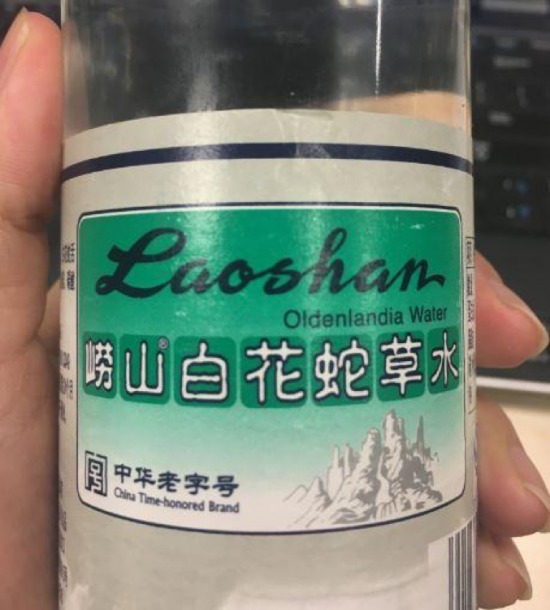 Laoshan
Oldenlandia Water
崂山®白花蛇草水
中华老字号
China Time-honored Brand